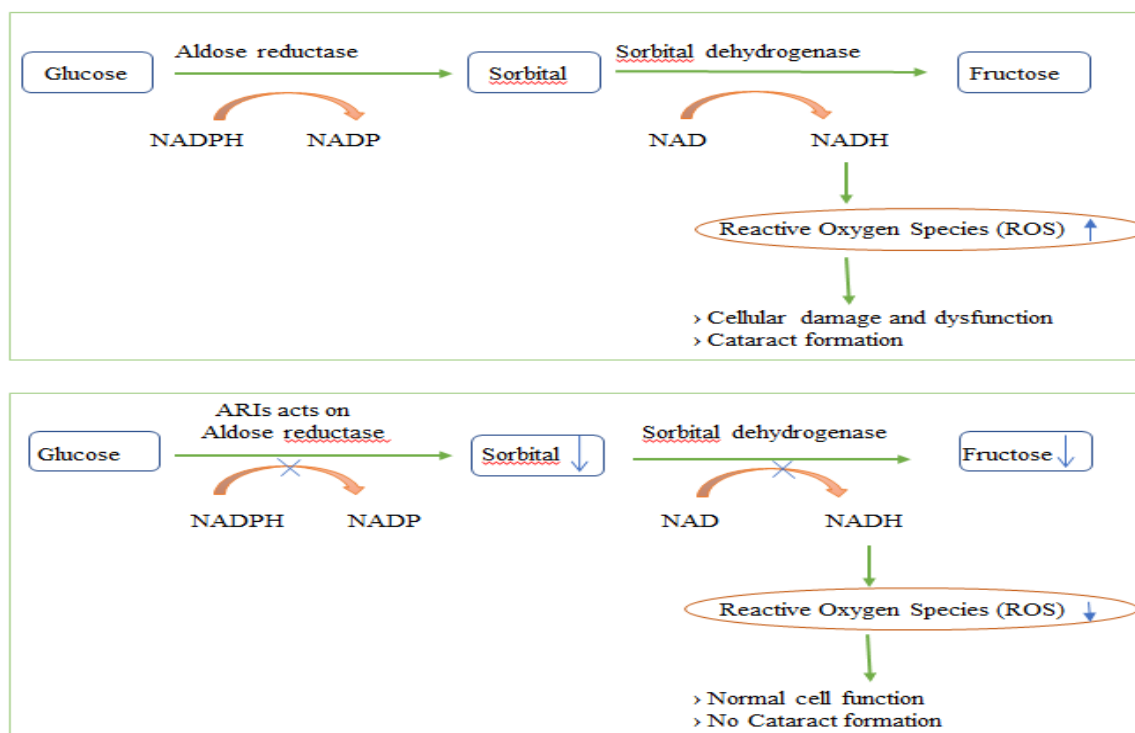 Aldose reductase
Sorbital dehydrogenase
Glucose
Sorbital
Fructose
NADPH
NADP
NAD
NADH
Reactive Oxygen Species (ROS)
› Cellular damage and dysfunction
› Cataract formation
ARIs acts on
Aldose reductase
Sorbital dehydrogenase
Glucose
Sorbital
Fructose
NADPH
NADP
NAD
NADH
Reactive Oxygen Species (ROS)
› Normal cell function
› No Cataract formation